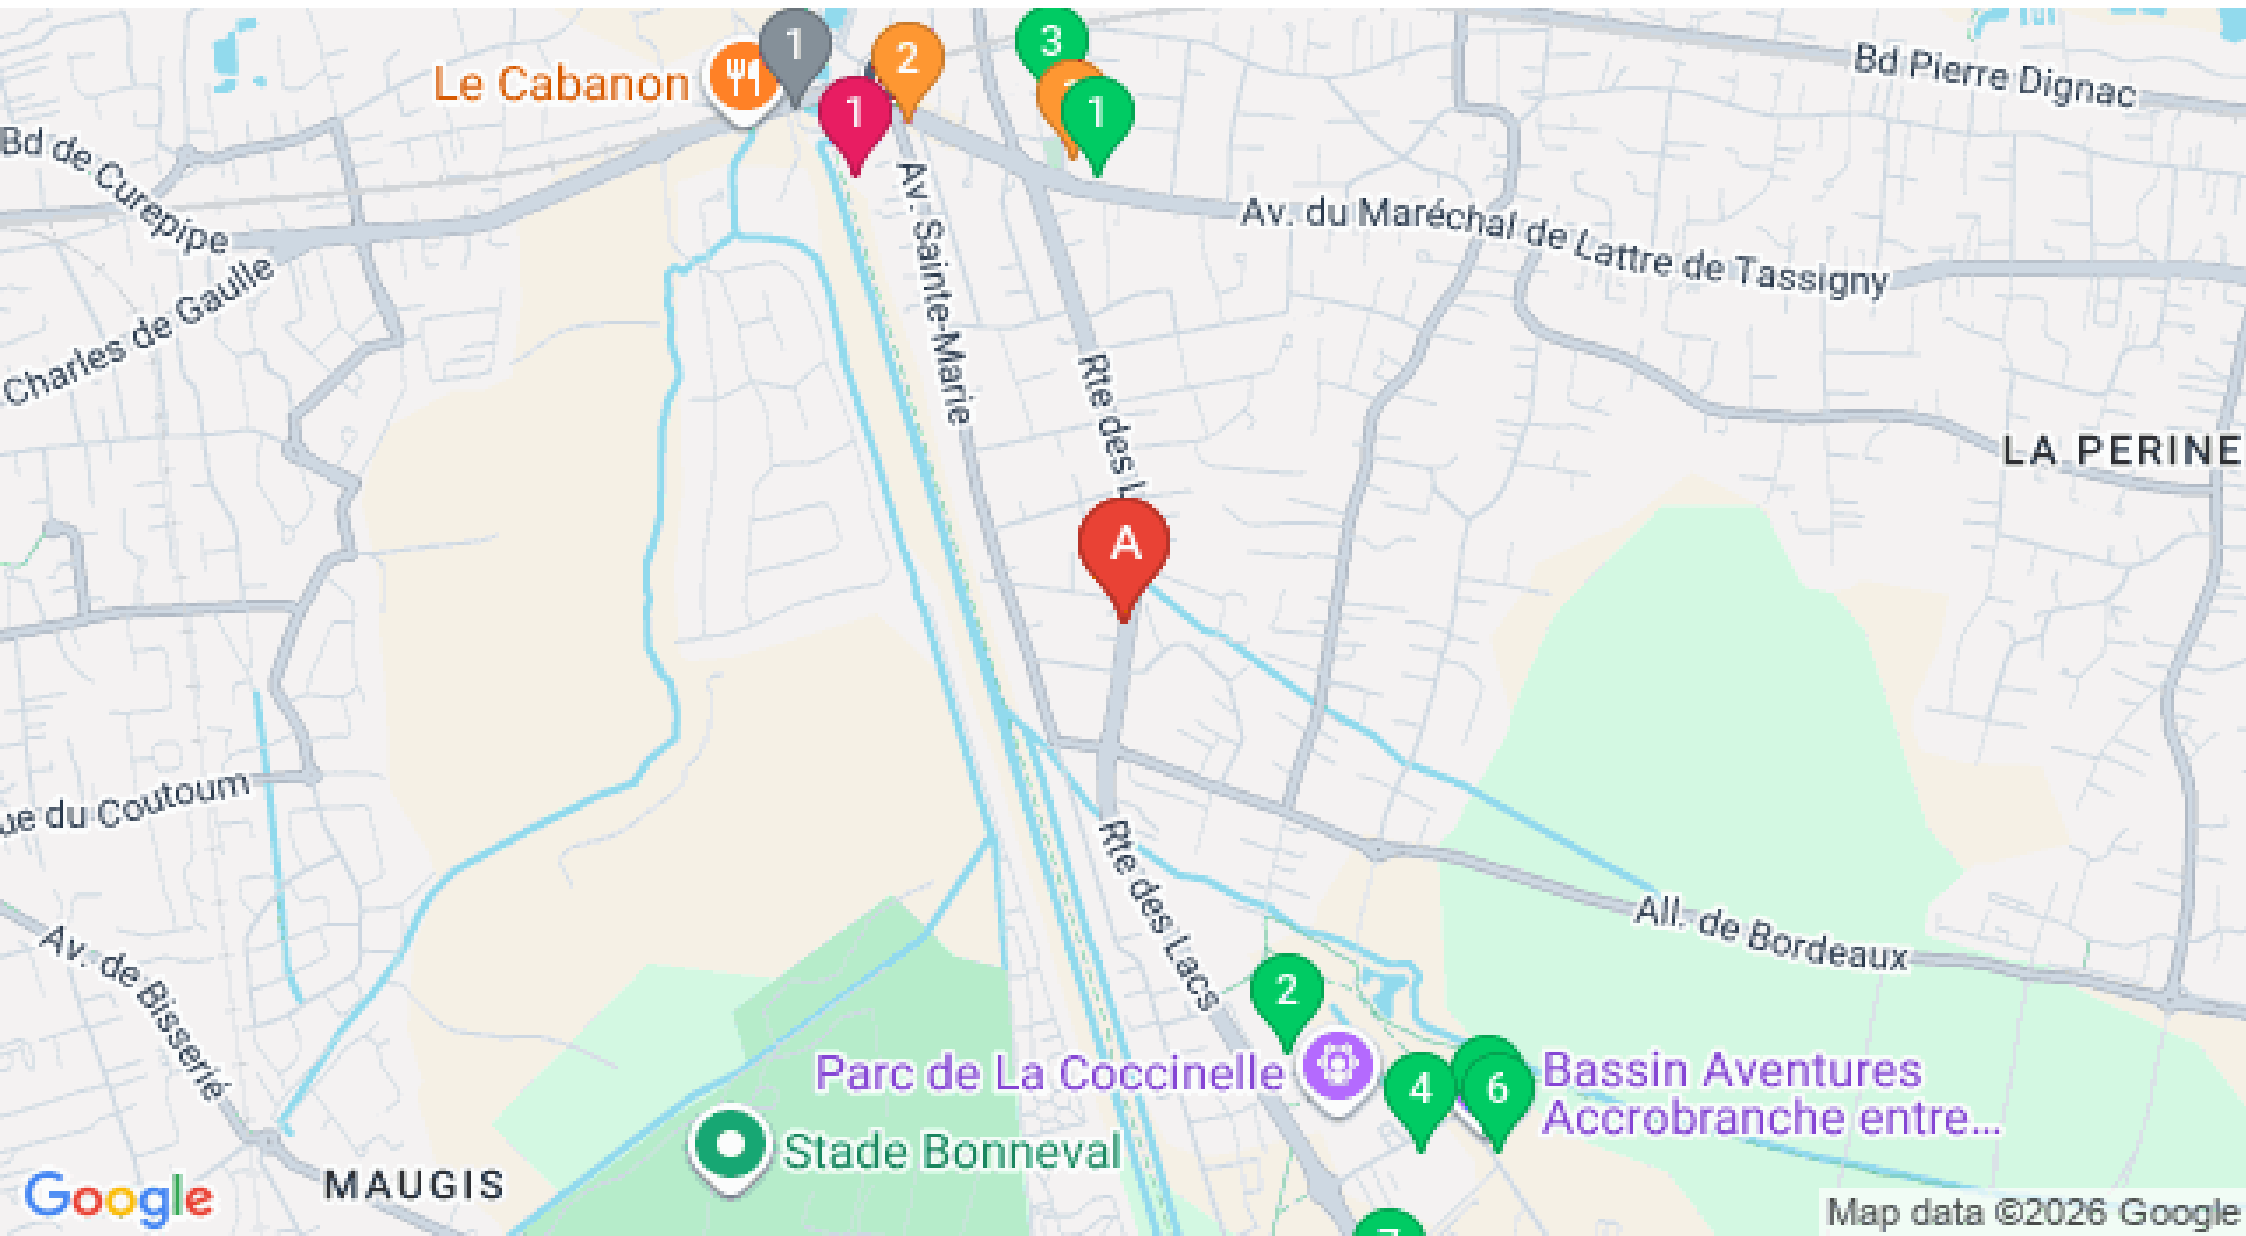 1
2
3
Le Cabanon
1
1
Bd Pierre Dignac
Bd de Curepipe
Av. du Maréchal de Lattre de Tassigny
Charles de Gaulle
Av. Sainte-Marie
Rte des L
LA PERINE
A
ue du Coutoum
Rte des Lacs
All. de Bordeaux
Av. de Bisserié
2
Parc de La Coccinelle
4
6
Bassin Aventures
Accrobranche entre...
Stade Bonneval
MAUGIS
Google
Map data ©2026 Google